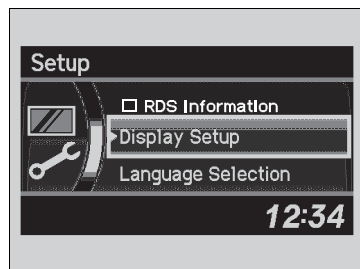 Setup
RDS Information
Display Setup
Language Selection
12:34